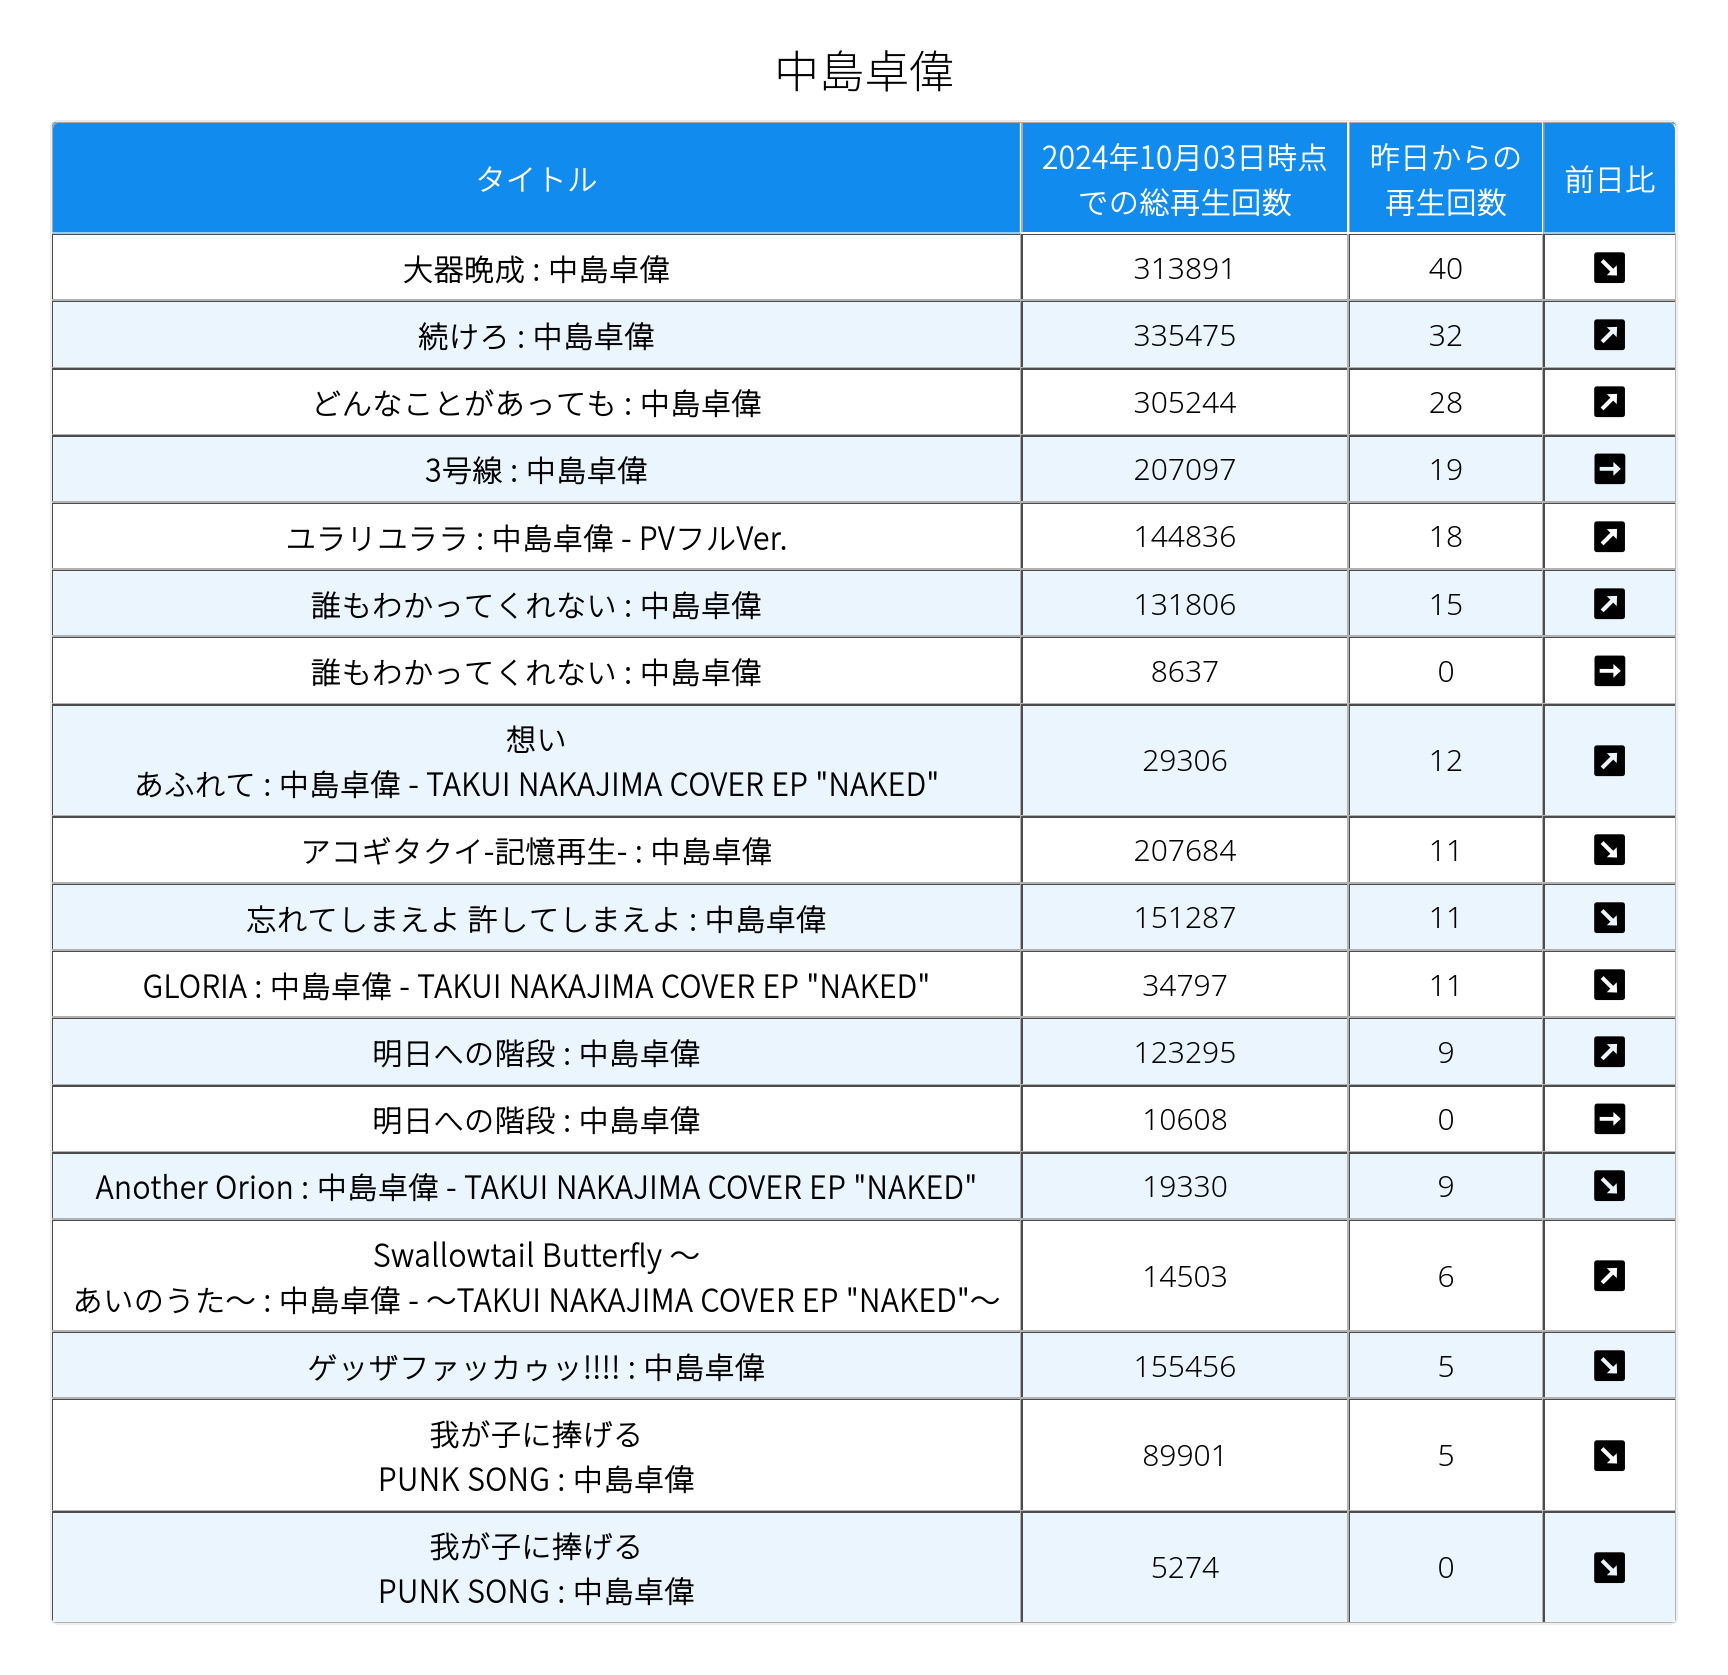 中島卓偉
タイトル
2024年10月03日時点
での総再生回数
昨日からの
再生回数
前日比
大器晩成 : 中島卓偉
313891
40
続けろ : 中島卓偉
335475
32
どんなことがあっても : 中島卓偉
305244
28
3号線 : 中島卓偉
207097
19
ユラリユララ : 中島卓偉 - PVフルVer.
144836
18
誰もわかってくれない : 中島卓偉
131806
15
誰もわかってくれない : 中島卓偉
8637
0
想い
あふれて : 中島卓偉 - TAKUI NAKAJIMA COVER EP "NAKED"
29306
12
アコギタクイ-記憶再生- : 中島卓偉
207684
11
忘れてしまえよ 許してしまえよ : 中島卓偉
151287
11
GLORIA : 中島卓偉 - TAKUI NAKAJIMA COVER EP "NAKED"
34797
11
明日への階段 : 中島卓偉
123295
9
明日への階段 : 中島卓偉
10608
0
Another Orion : 中島卓偉 - TAKUI NAKAJIMA COVER EP "NAKED"
19330
9
Swallowtail Butterfly ～
あいのうた～ : 中島卓偉 - ～TAKUI NAKAJIMA COVER EP "NAKED"～
14503
6
ゲッザファッカゥッ!!!! : 中島卓偉
155456
5
我が子に捧げる
PUNK SONG : 中島卓偉
89901
5
我が子に捧げる
PUNK SONG : 中島卓偉
5274
0